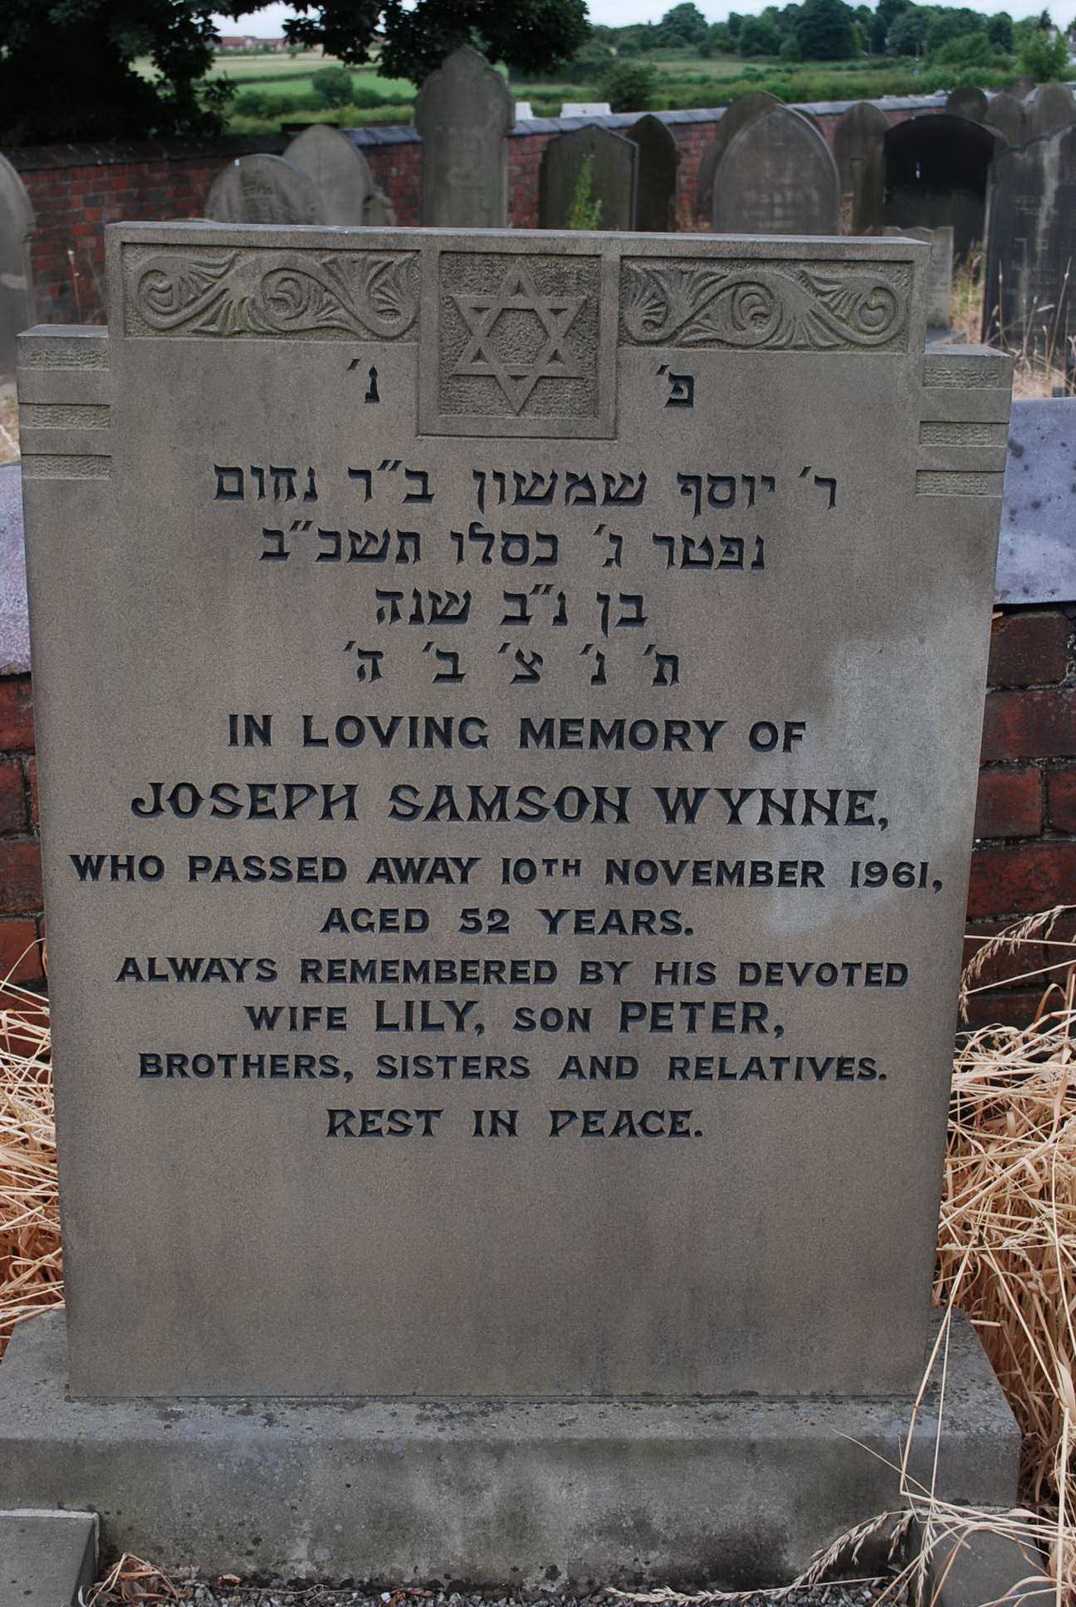 פ׳ נ׳
ר׳ יוסף שמשון ב״ר נחום
נפטר ג׳ כסלו תשכ״ב
בן נ״ב שנה
ת׳ נ׳ צ׳ ב׳ ה׳
IN LOVING MEMORY OF
JOSEPH SAMSON WYNNE,
WHO PASSED AWAY 10TH NOVEMBER 1961,
AGED 52 YEARS.
ALWAYS REMEMBERED BY HIS DEVOTED
WIFE LILY, SON PETER,
BROTHERS, SISTERS AND RELATIVES.
REST IN PEACE.